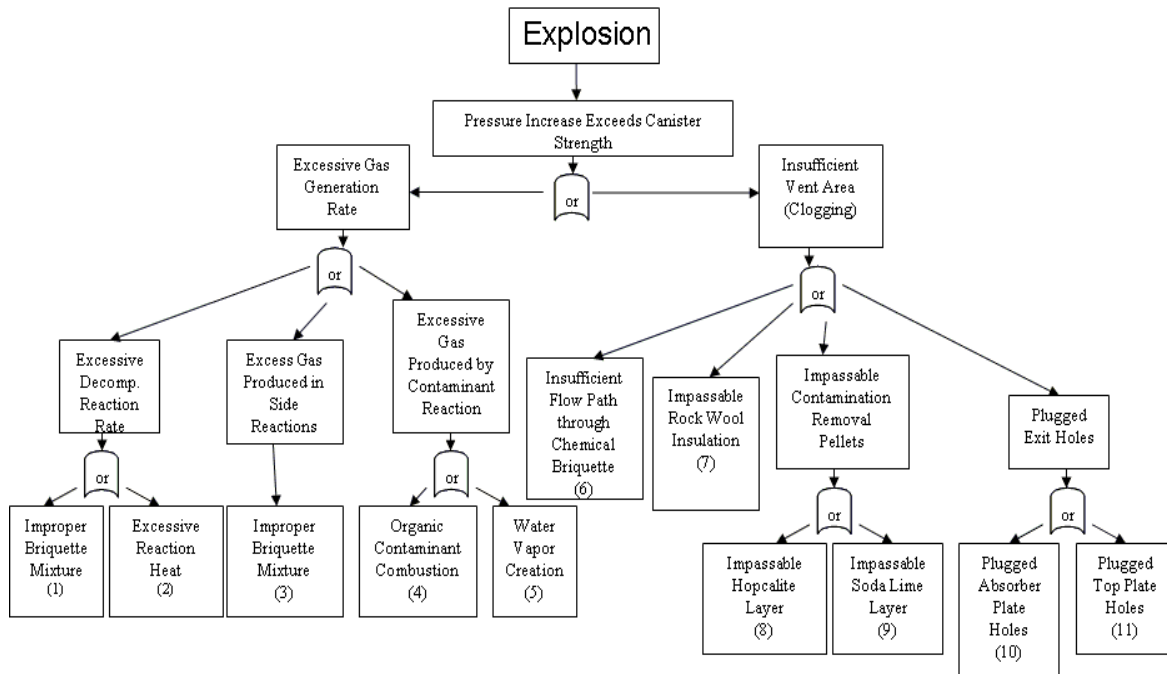 Explosion
Pressure Increase Exceeds Canister
Strength
Excessive Gas
Generation
Rate
or
Insufficient
Vent Area
(Clogging)
or
or
Excessive
Decomp.
Reaction
Rate
Excess Gas
Produced in
Side
Reactions
Excessive
Gas
Produced by
Contaminant
Reaction
Insufficient
Flow Path
through
Chemical
Briquette
(6)
Impassable
Rock Wool
Insulation
(7)
Impassable
Contamination
Removal
Pellets
Plugged
Exit Holes
or
or
or
or
Improper
Briquette
Mixture
(1)
Excessive
Reaction
Heat
(2)
Improper
Briquette
Mixture
(3)
Organic
Contaminant
Combustion
(4)
Water
Vapor
Creation
(5)
Impassable
Hopcalite
Layer
(8)
Impassable
Soda Lime
Layer
(9)
Plugged
Absorber
Plate
Holes
(10)
Plugged
Top Plate
Holes
(11)